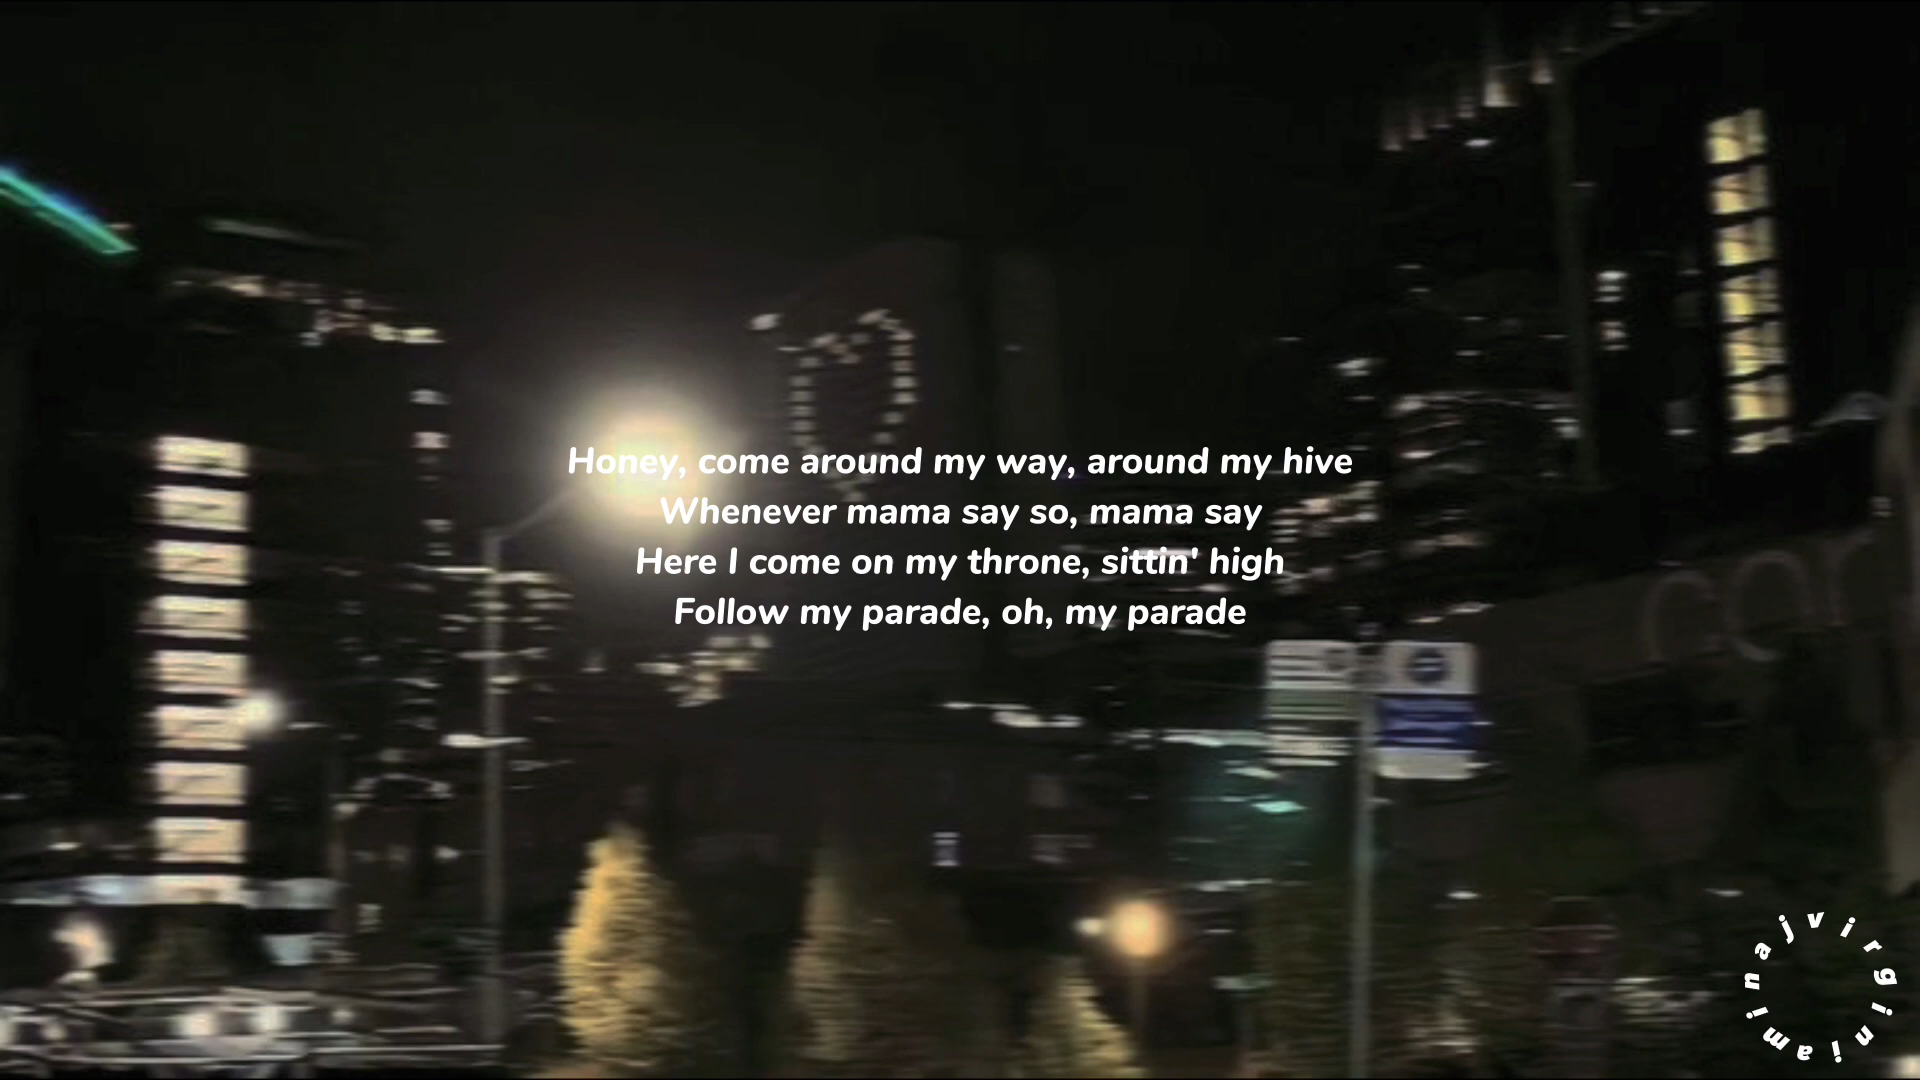 Honey, come around my way, around my hive
Whenever mama say so, mama say
Here I come on my throne, sittin' high
Follow my parade, oh, my parade
virginiaminaj